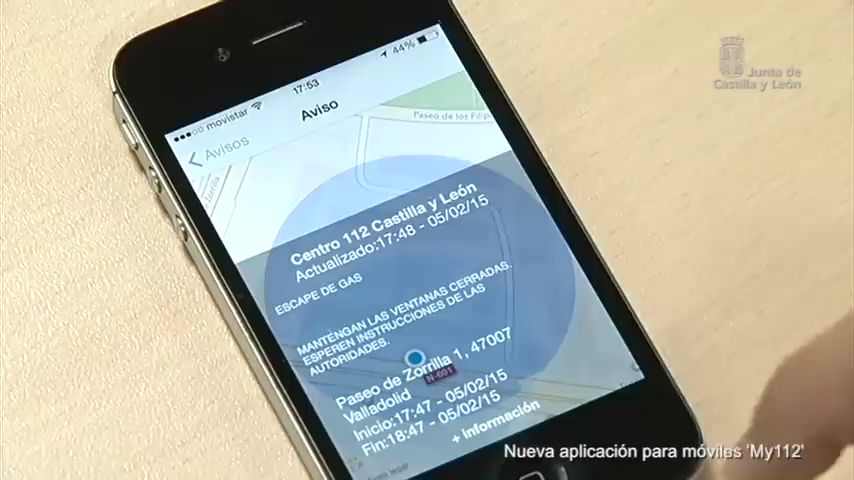 Junta de
Castilla y León
movistar
17:53
44%
Avisos
Aviso
Paseo de los Filip
Zorrilla
Centro 112 Castilla y León
Actualizado:17:48 - 05/02/15
ESCAPE DE GAS
MANTENGAN LAS VENTANAS CERRADAS.
ESPEREN INSTRUCCIONES DE LAS
AUTORIDADES.
Paseo de Zorrilla 1, 47007
Valladolid
N-601
Inicio:17:47 - 05/02/15
Fin:18:47 - 05/02/15
+ información
legal
Nueva aplicación para móviles 'My112'